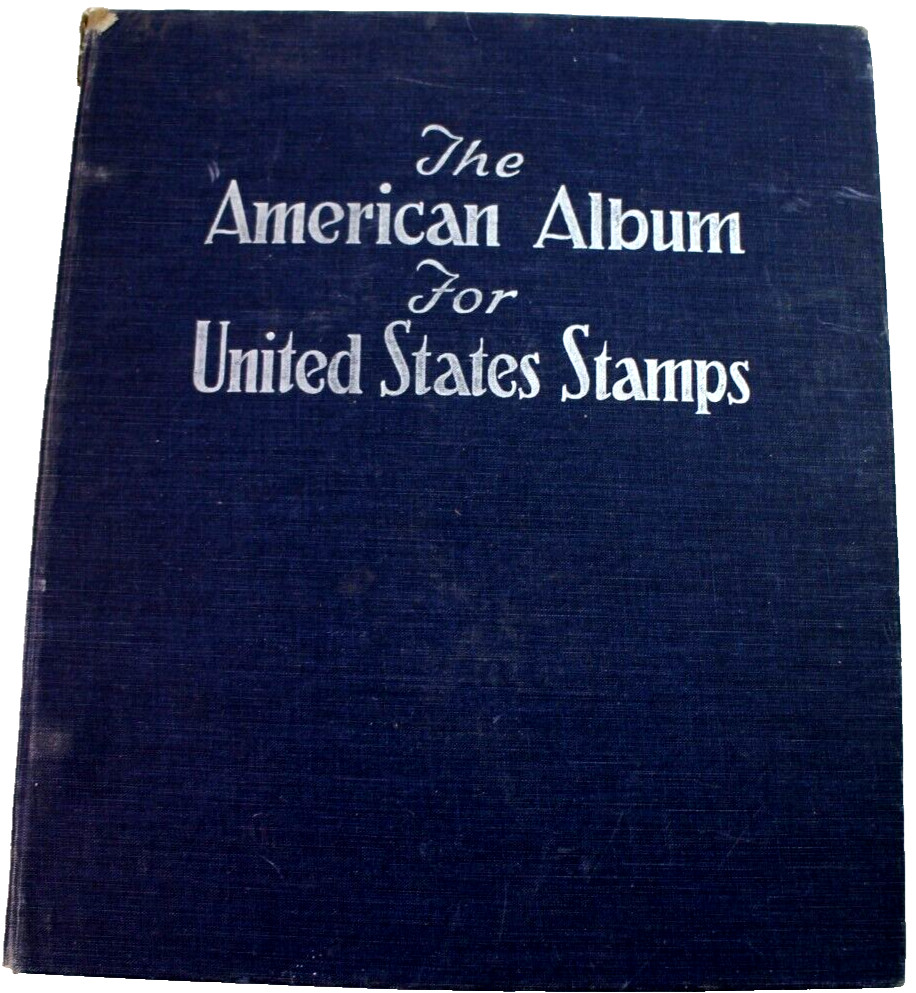 The
American Album
For
United States Stamps